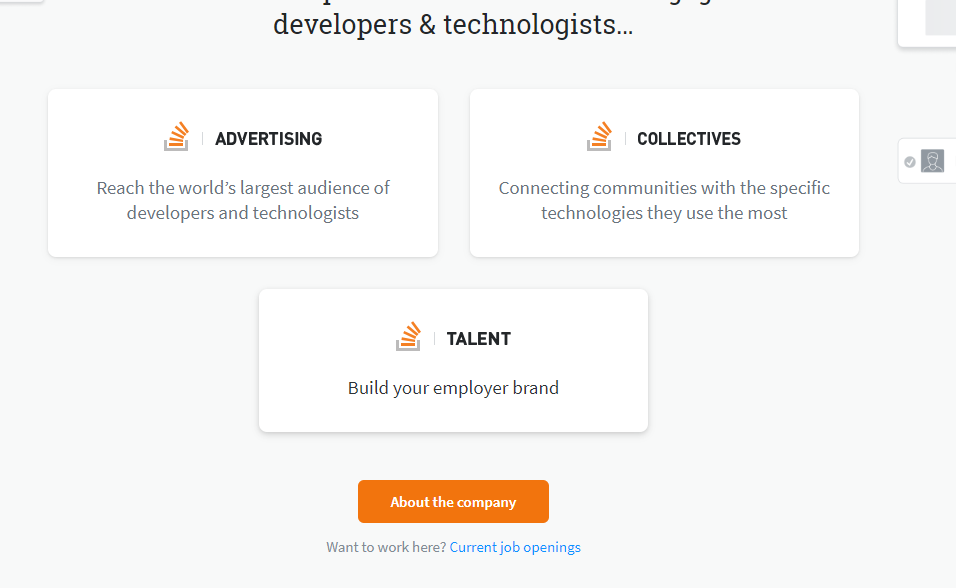 developers & technologists...
ADVERTISING
Reach the world’s largest audience of
developers and technologists
COLLECTIVES
Connecting communities with the specific
technologies they use the most
TALENT
Build your employer brand
About the company
Want to work here? Current job openings